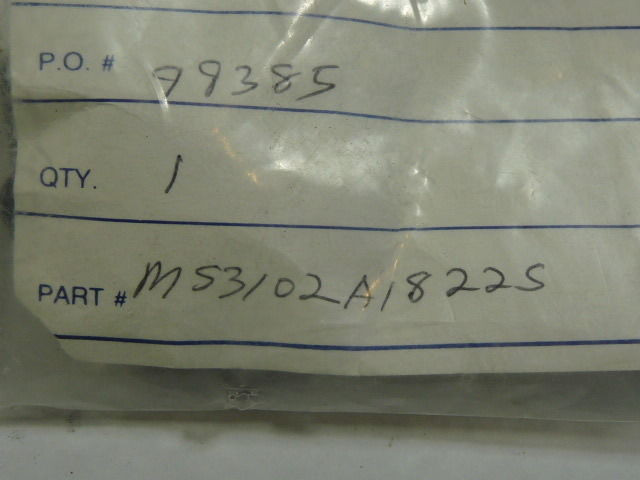 P.O. # 79385
QTY. 1
PART # MS3102A1822S